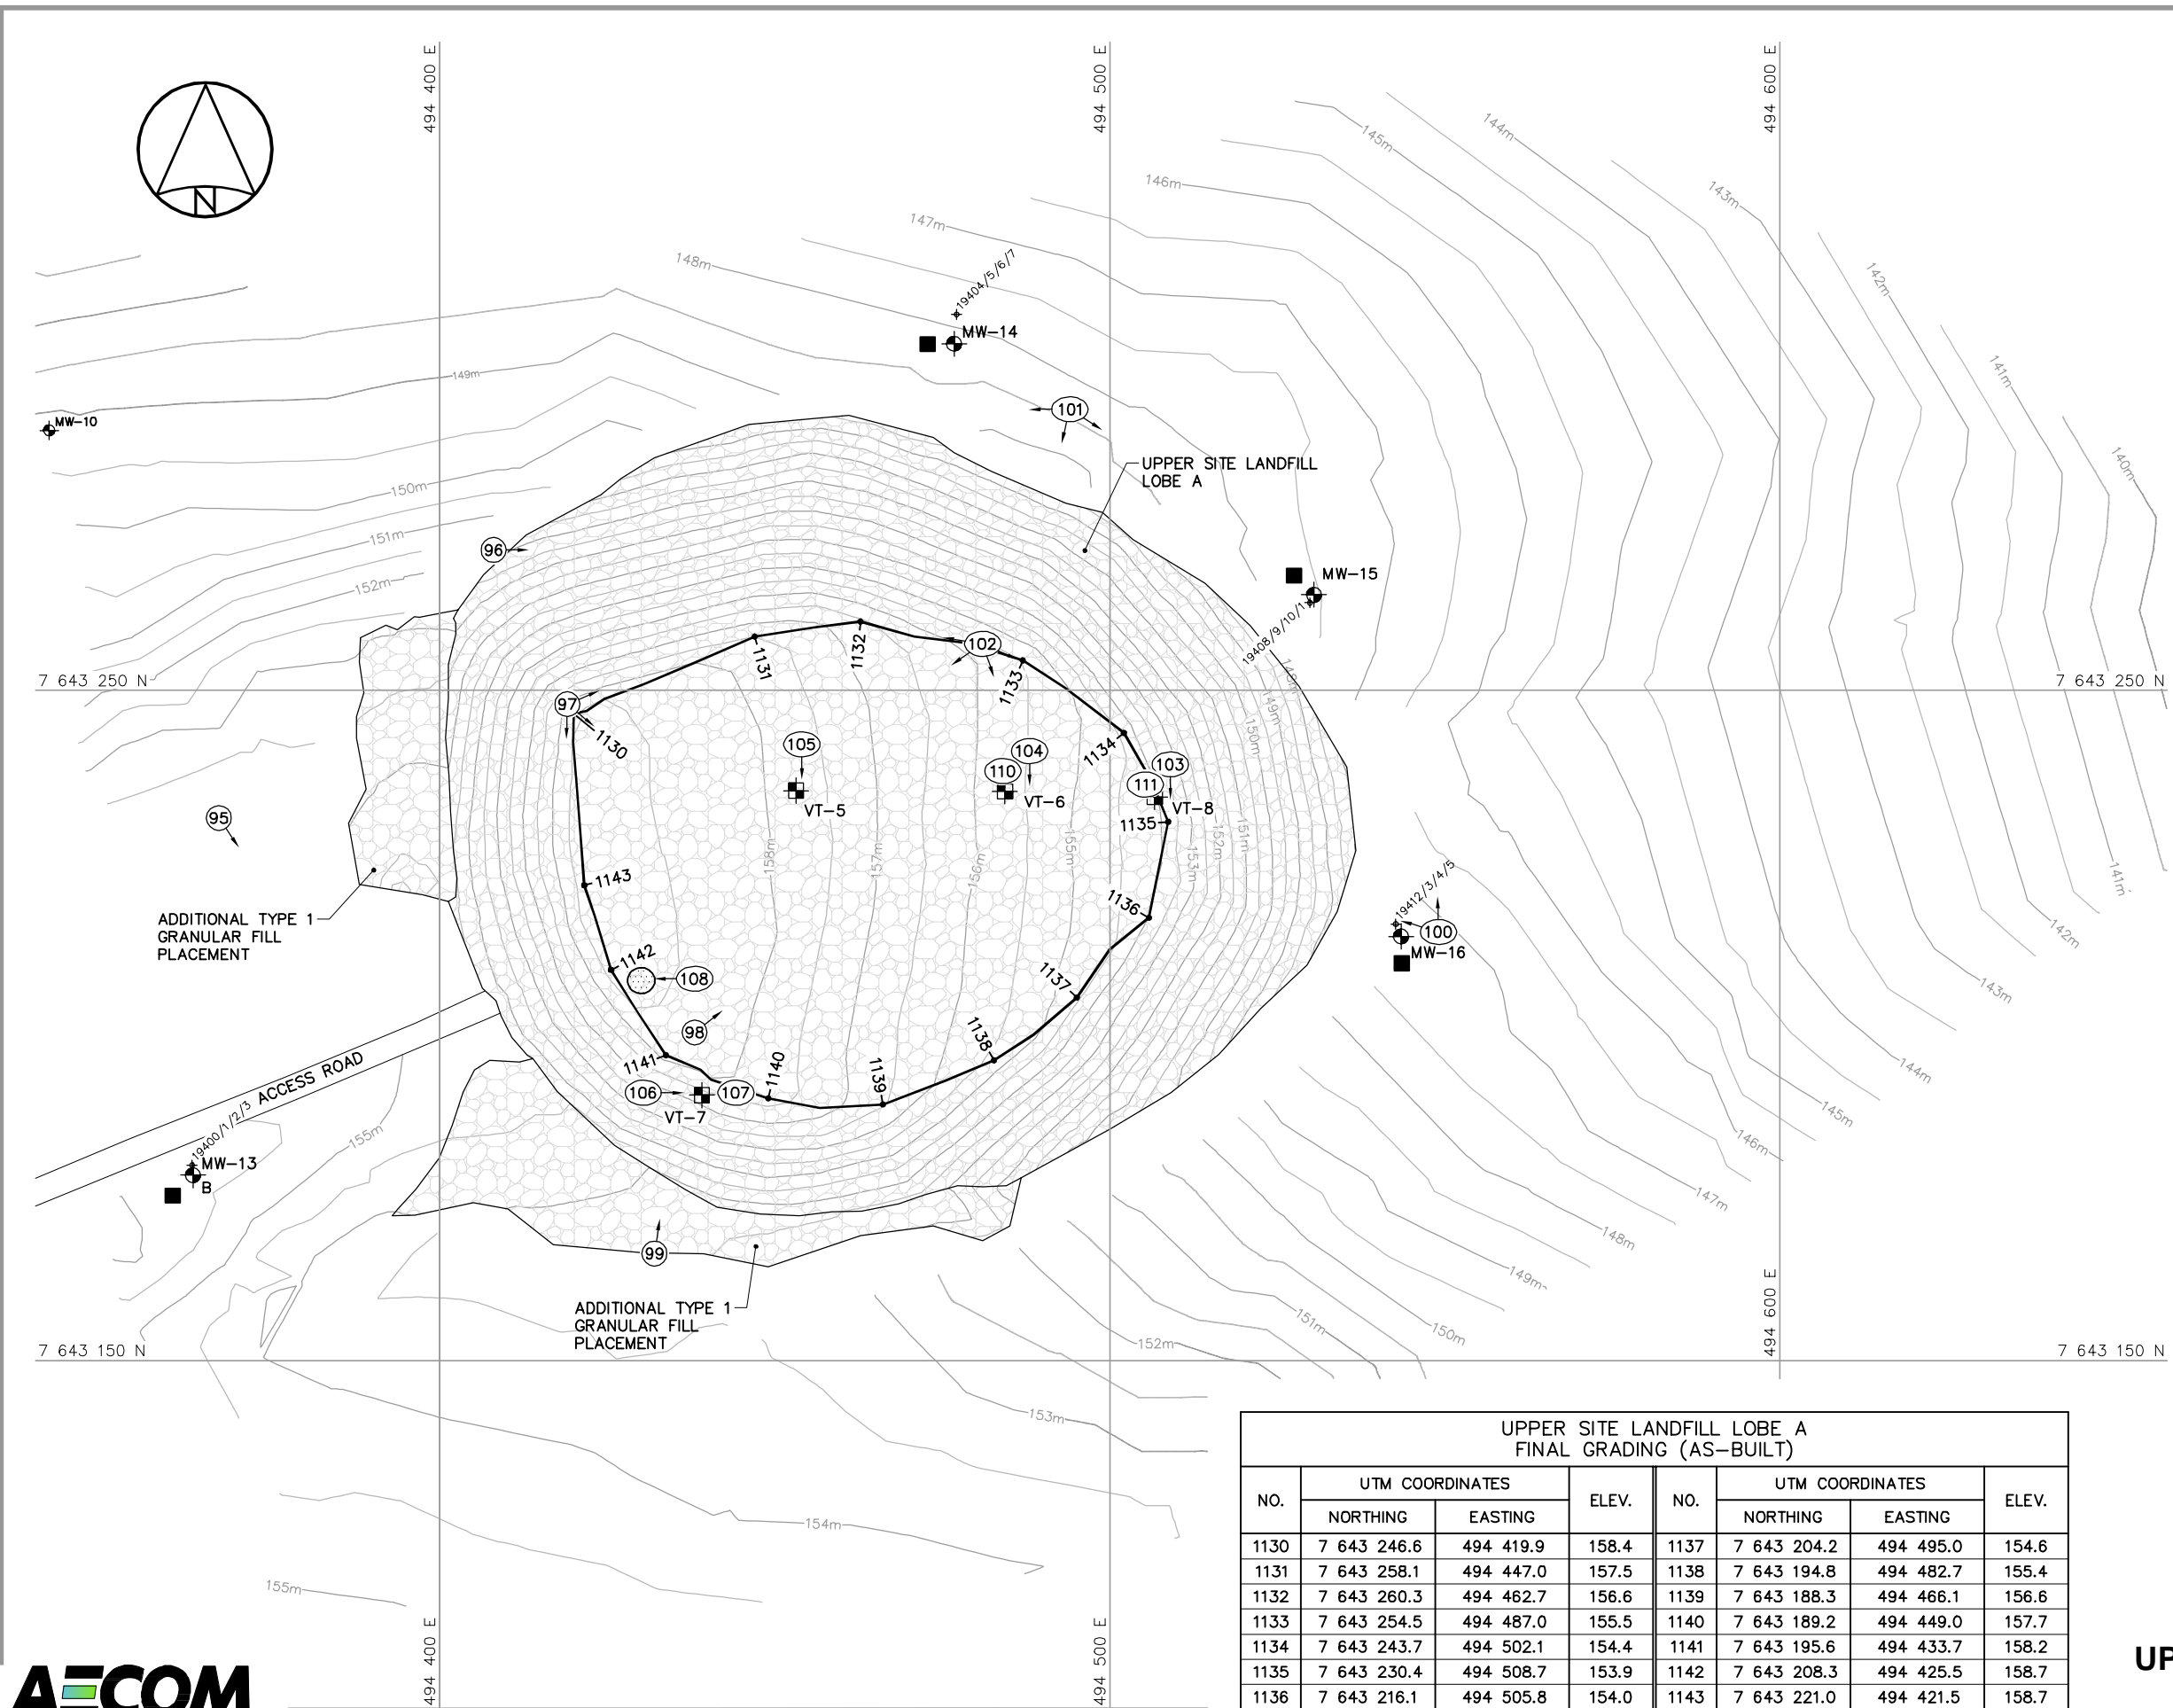 494 400 E
494 500 E
494 600 E
N
144m
145m
143m
146m
147m
142m
148m
19404/5/6/7
MW-14
141m
149m
101
MW-10
140m
UPPER SITE LANDFILL
LOBE A
150m
151m
96
152m
MW-15
19408/9/10/11
102
1132
1131
1133
149m
7 643 250 N
7 643 250 N
97
1130
149m
150m
105
104
1134
103
110
111
VT-5
VT-6
VT-8
95
1135
158m
157m
156m
155m
153m
152m
151m
1143
1136
19412/3/4/5
141m
ADDITIONAL TYPE 1
GRANULAR FILL
PLACEMENT
100
MW-16
142m
1142
108
1137
143m
98
1138
1141
1140
1139
144m
ACCESS ROAD
106
107
VT-7
145m
19400/1/2/3
155m
146m
MW-13
B
147m
99
148m
149m
494 600 E
ADDITIONAL TYPE 1
GRANULAR FILL
PLACEMENT
151m
150m
152m
7 643 150 N
7 643 150 N
153m
154m
155m
494 400 E
494 500 E
UPPER SITE LANDFILL LOBE A
FINAL GRADING (AS-BUILT)
NO. UTM COORDINATES ELEV. NO. UTM COORDINATES ELEV.
NORTHING EASTING NORTHING EASTING
1130 7 643 246.6 494 419.9 158.4 1137 7 643 204.2 494 495.0 154.6
1131 7 643 258.1 494 447.0 157.5 1138 7 643 194.8 494 482.7 155.4
1132 7 643 260.3 494 462.7 156.6 1139 7 643 188.3 494 466.1 156.6
1133 7 643 254.5 494 487.0 155.5 1140 7 643 189.2 494 449.0 157.7
1134 7 643 243.7 494 502.1 154.4 1141 7 643 195.6 494 433.7 158.2
1135 7 643 230.4 494 508.7 153.9 1142 7 643 208.3 494 425.5 158.7
1136 7 643 216.1 494 505.8 154.0 1143 7 643 221.0 494 421.5 158.7
AECOM
UP